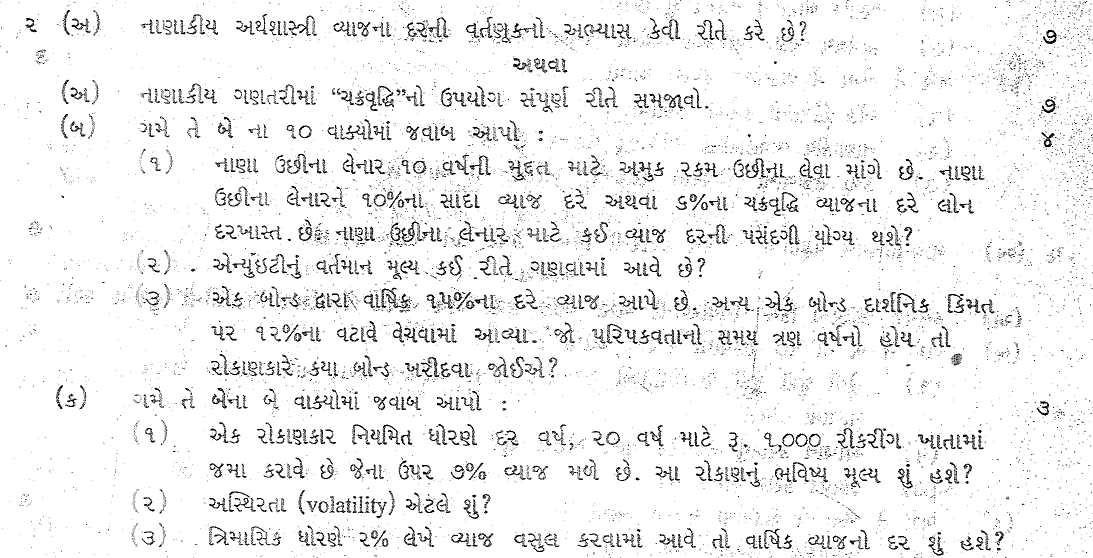 ૨ (અ) નાણાકીય અર્થશાસ્ત્રી વ્યાજના દરની વર્તણૂકનો અભ્યાસ કેવી રીતે કરે છે? ૭
અથવા
(અ) નાણાકીય ગણતરીમાં “ચક્રવૃદ્ધિ”નો ઉપયોગ સંપૂર્ણ રીતે સમજાવો. ૭
(બ) ગમે તે બે ના ૧૦ વાક્યોમાં જવાબ આપો : ૪
(૧) નાણા ઉછીના લેનાર ૧૦ વર્ષની મુદ્દત માટે અમુક રકમ ઉછીના લેવા માંગે છે. નાણા
ઉછીના લેનારને ૧૦%ના સાદા વ્યાજ દરે અથવા ૬%ના ચક્રવૃદ્ધિ વ્યાજના દરે લોન
દરખાસ્ત છે. નાણા ઉછીના લેનાર માટે કઈ વ્યાજ દરની પસંદગી યોગ્ય થશે?
(૨) એન્યુઇટીનું વર્તમાન મૂલ્ય કઈ રીતે ગણવામાં આવે છે?
(૩) એક બોન્ડ દ્વારા વાર્ષિક ૧૫%ના દરે વ્યાજ આપે છે. અન્ય એક બોન્ડ દાર્શનિક કિંમત
પર ૧૨%ના વટાવે વેચવામાં આવ્યા. જો પરિપકવતાનો સમય ત્રણ વર્ષનો હોય તો
રોકાણકારે કયા બોન્ડ ખરીદવા જોઈએ?
(ક) ગમે તે બેના બે વાક્યોમાં જવાબ આપો : ૩
(૧) એક રોકાણકાર નિયમિત ધોરણે દર વર્ષ, ૨૦ વર્ષ માટે રૂ. ૧,૦૦૦ રીકરીંગ ખાતામાં
જમા કરાવે છે જેના ઉપર ૭% વ્યાજ મળે છે. આ રોકાણનું ભવિષ્ય મૂલ્ય શું હશે?
(૨) અસ્થિરતા (volatility) એટલે શું?
(૩) ત્રિમાસિક ધોરણે ૨% લેખે વ્યાજ વસુલ કરવામાં આવે તો વાર્ષિક વ્યાજનો દર શું હશે?